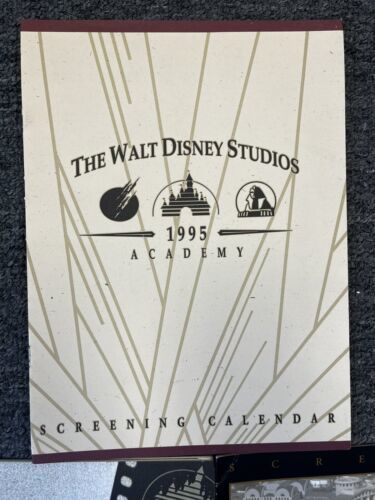 THE WALT DISNEY STUDIOS
1995
ACADEMY
SCREENING CALENDAR
S C R E